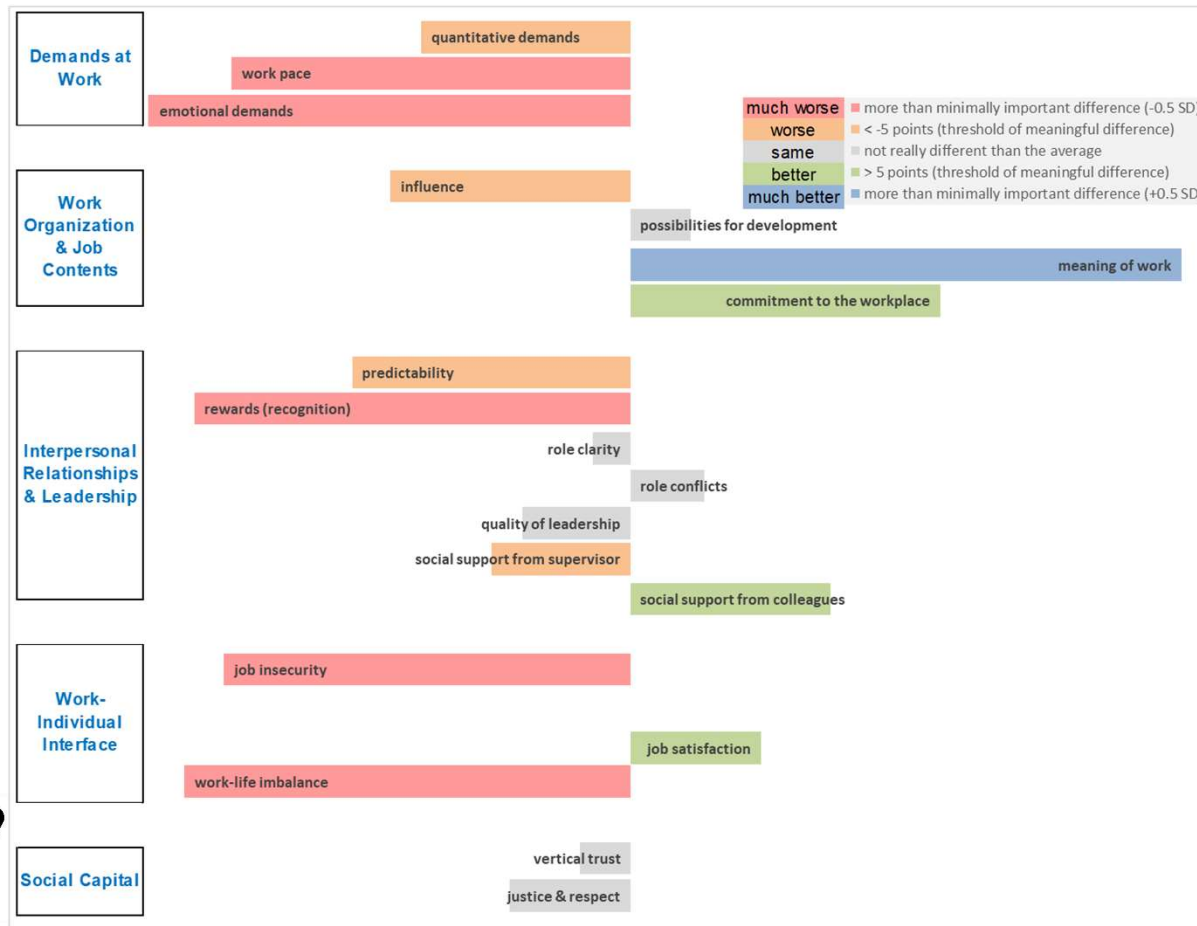 Demands at
Work
quantitative demands
work pace
emotional demands
much worse more than minimally important difference (-0.5 SD)
worse < -5 points (threshold of meaningful difference)
same not really different than the average
better > 5 points (threshold of meaningful difference)
much better more than minimally important difference (+0.5 SD
Work
Organization
& Job
Contents
influence
possibilities for development
meaning of work
commitment to the workplace
Interpersonal
Relationships
& Leadership
predictability
rewards (recognition)
role clarity
role conflicts
quality of leadership
social support from supervisor
social support from colleagues
Work-
Individual
Interface
job insecurity
job satisfaction
work-life imbalance
Social Capital
vertical trust
justice & respect